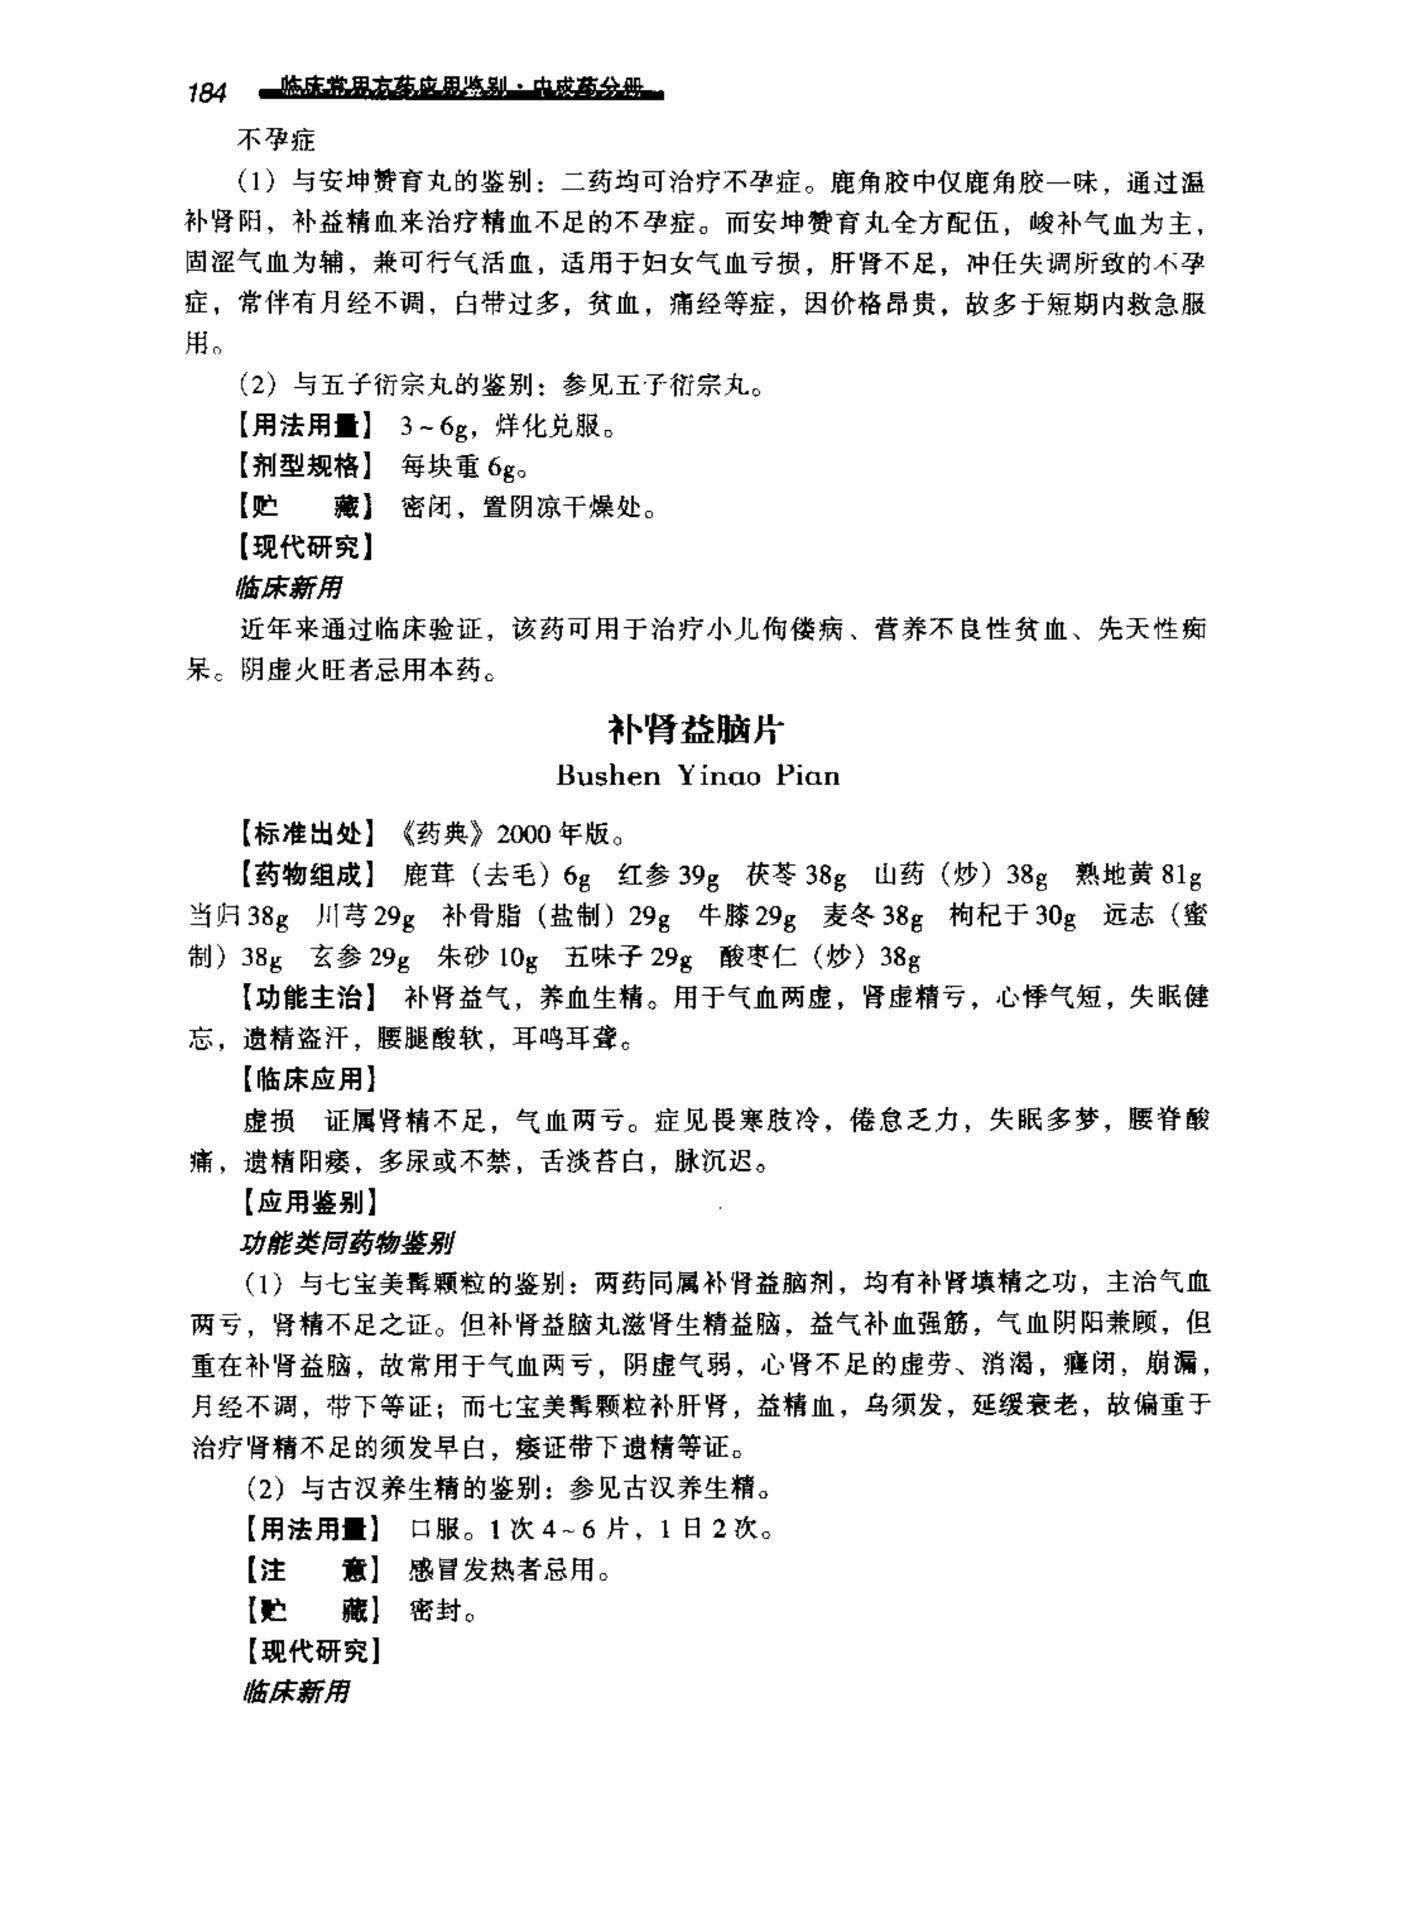 184 临床常用方药应用鉴别·中成药分册
不孕症
（1）与安坤赞育丸的鉴别：二药均可治疗不孕症。鹿角胶中仅鹿角胶一味，通过温
补肾阳，补益精血来治疗精血不足的不孕症。而安坤赞育丸全方配伍，峻补气血为主，
固涩气血为辅，兼可行气活血，适用于妇女气血亏损，肝肾不足，冲任失调所致的不孕
症，常伴有月经不调，白带过多，贫血，痛经等症，因价格昂贵，故多于短期内救急服
用。
（2）与五子衍宗丸的鉴别：参见五子衍宗丸。
【用法用量】 3~6g，烊化兑服。
【剂型规格】 每块重 6g。
【贮　　藏】 密闭，置阴凉干燥处。
【现代研究】
临床新用
近年来通过临床验证，该药可用于治疗小儿佝偻病、营养不良性贫血、先天性痴
呆。阴虚火旺者忌用本药。
补肾益脑片
Bushen Yinao Pian
【标准出处】《药典》2000 年版。
【药物组成】 鹿茸（去毛）6g　红参 39g　茯苓 38g　山药（炒）38g　熟地黄 81g
当归 38g　川芎 29g　补骨脂（盐制）29g　牛膝 29g　麦冬 38g　枸杞于 30g　远志（蜜
制）38g　玄参 29g　朱砂 10g　五味子 29g　酸枣仁（炒）38g
【功能主治】 补肾益气，养血生精。用于气血两虚，肾虚精亏，心悸气短，失眠健
忘，遗精盗汗，腰腿酸软，耳鸣耳聋。
【临床应用】
虚损　证属肾精不足，气血两亏。症见畏寒肢冷，倦怠乏力，失眠多梦，腰脊酸
痛，遗精阳痿，多尿或不禁，舌淡苔白，脉沉迟。
【应用鉴别】
功能类同药物鉴别
（1）与七宝美髯颗粒的鉴别：两药同属补肾益脑剂，均有补肾填精之功，主治气血
两亏，肾精不足之证。但补肾益脑丸滋肾生精益脑，益气补血强筋，气血阴阳兼顾，但
重在补肾益脑，故常用于气血两亏，阴虚气弱，心肾不足的虚劳、消渴，癃闭，崩漏，
月经不调，带下等证；而七宝美髯颗粒补肝肾，益精血，乌须发，延缓衰老，故偏重于
治疗肾精不足的须发早白，痿证带下遗精等证。
（2）与古汉养生精的鉴别：参见古汉养生精。
【用法用量】 口服。1 次 4~6 片，1 日 2 次。
【注　　意】 感冒发热者忌用。
【贮　　藏】 密封。
【现代研究】
临床新用